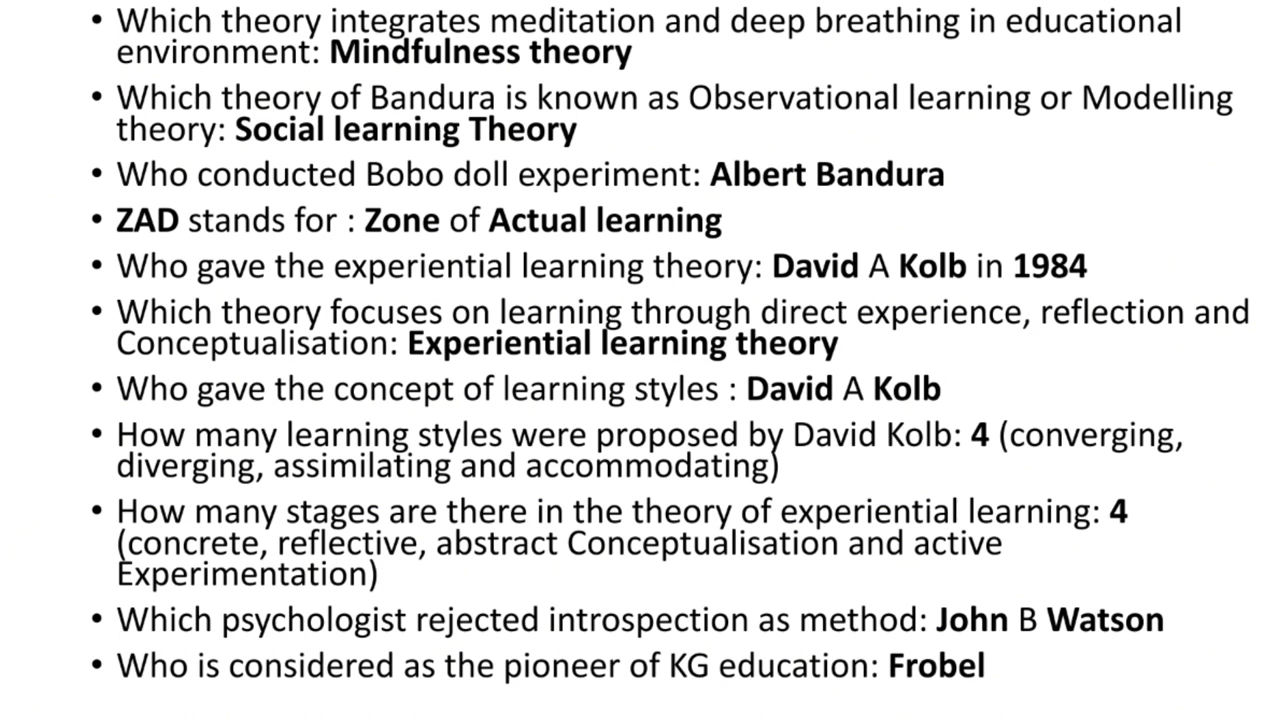 • Which theory integrates meditation and deep breathing in educational
environment: Mindfulness theory
• Which theory of Bandura is known as Observational learning or Modelling
theory: Social learning Theory
• Who conducted Bobo doll experiment: Albert Bandura
• ZAD stands for : Zone of Actual learning
• Who gave the experiential learning theory: David A Kolb in 1984
• Which theory focuses on learning through direct experience, reflection and
Conceptualisation: Experiential learning theory
• Who gave the concept of learning styles : David A Kolb
• How many learning styles were proposed by David Kolb: 4 (converging,
diverging, assimilating and accommodating)
• How many stages are there in the theory of experiential learning: 4
(concrete, reflective, abstract Conceptualisation and active
Experimentation)
• Which psychologist rejected introspection as method: John B Watson
• Who is considered as the pioneer of KG education: Frobel